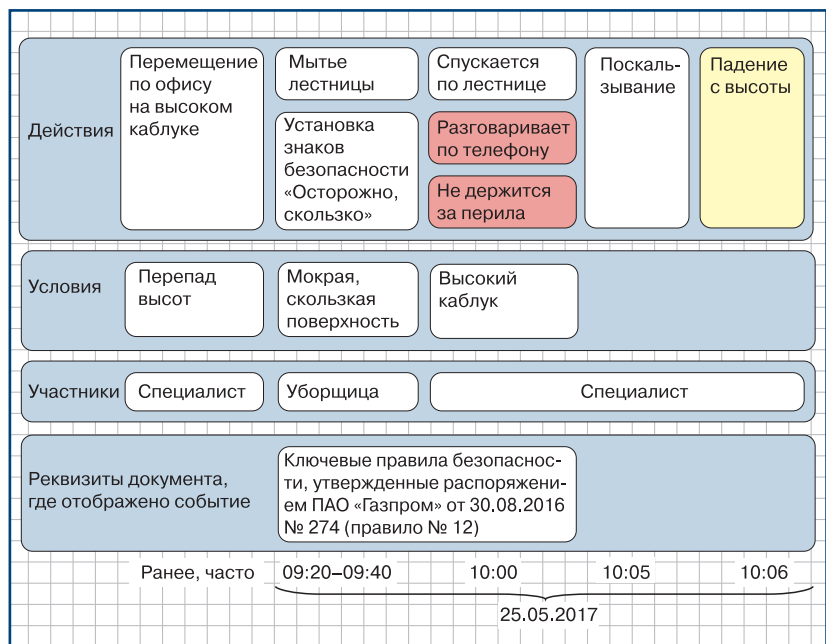 Действия
Перемещение
по офису
на высоком
каблуке
Мытье
лестницы
Установка
знаков
безопасности
«Осторожно,
скользко»
Спускается
по лестнице
Разговаривает
по телефону
Не держится
за перила
Поскаль-
зывание
Падение
с высоты
Условия
Перепад
высот
Мокрая,
скользкая
поверхность
Высокий
каблук
Участники
Специалист
Уборщица
Специалист
Реквизиты документа,
где отображено событие
Ключевые правила безопаснос-
ти, утвержденные распоряжени-
ем ПАО «Газпром» от 30.08.2016
№ 274 (правило № 12)
Ранее, часто
09:20–09:40
10:00
10:05
10:06
25.05.2017